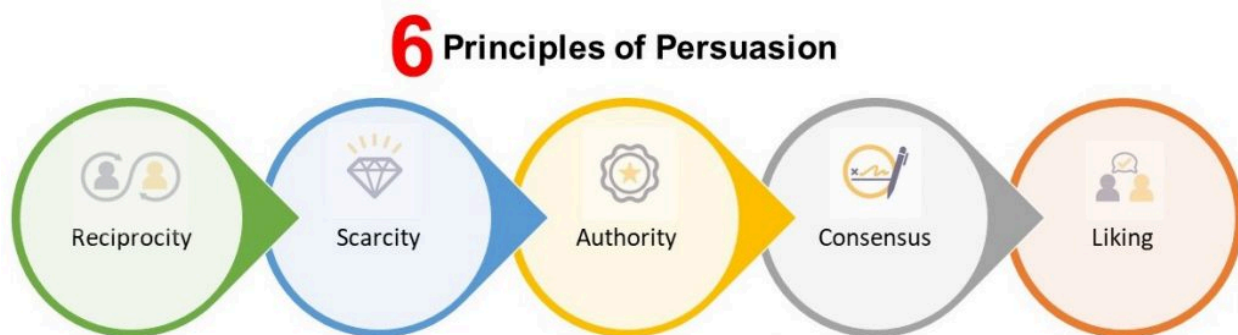 6 Principles of Persuasion
Reciprocity
Scarcity
Authority
Consensus
Liking